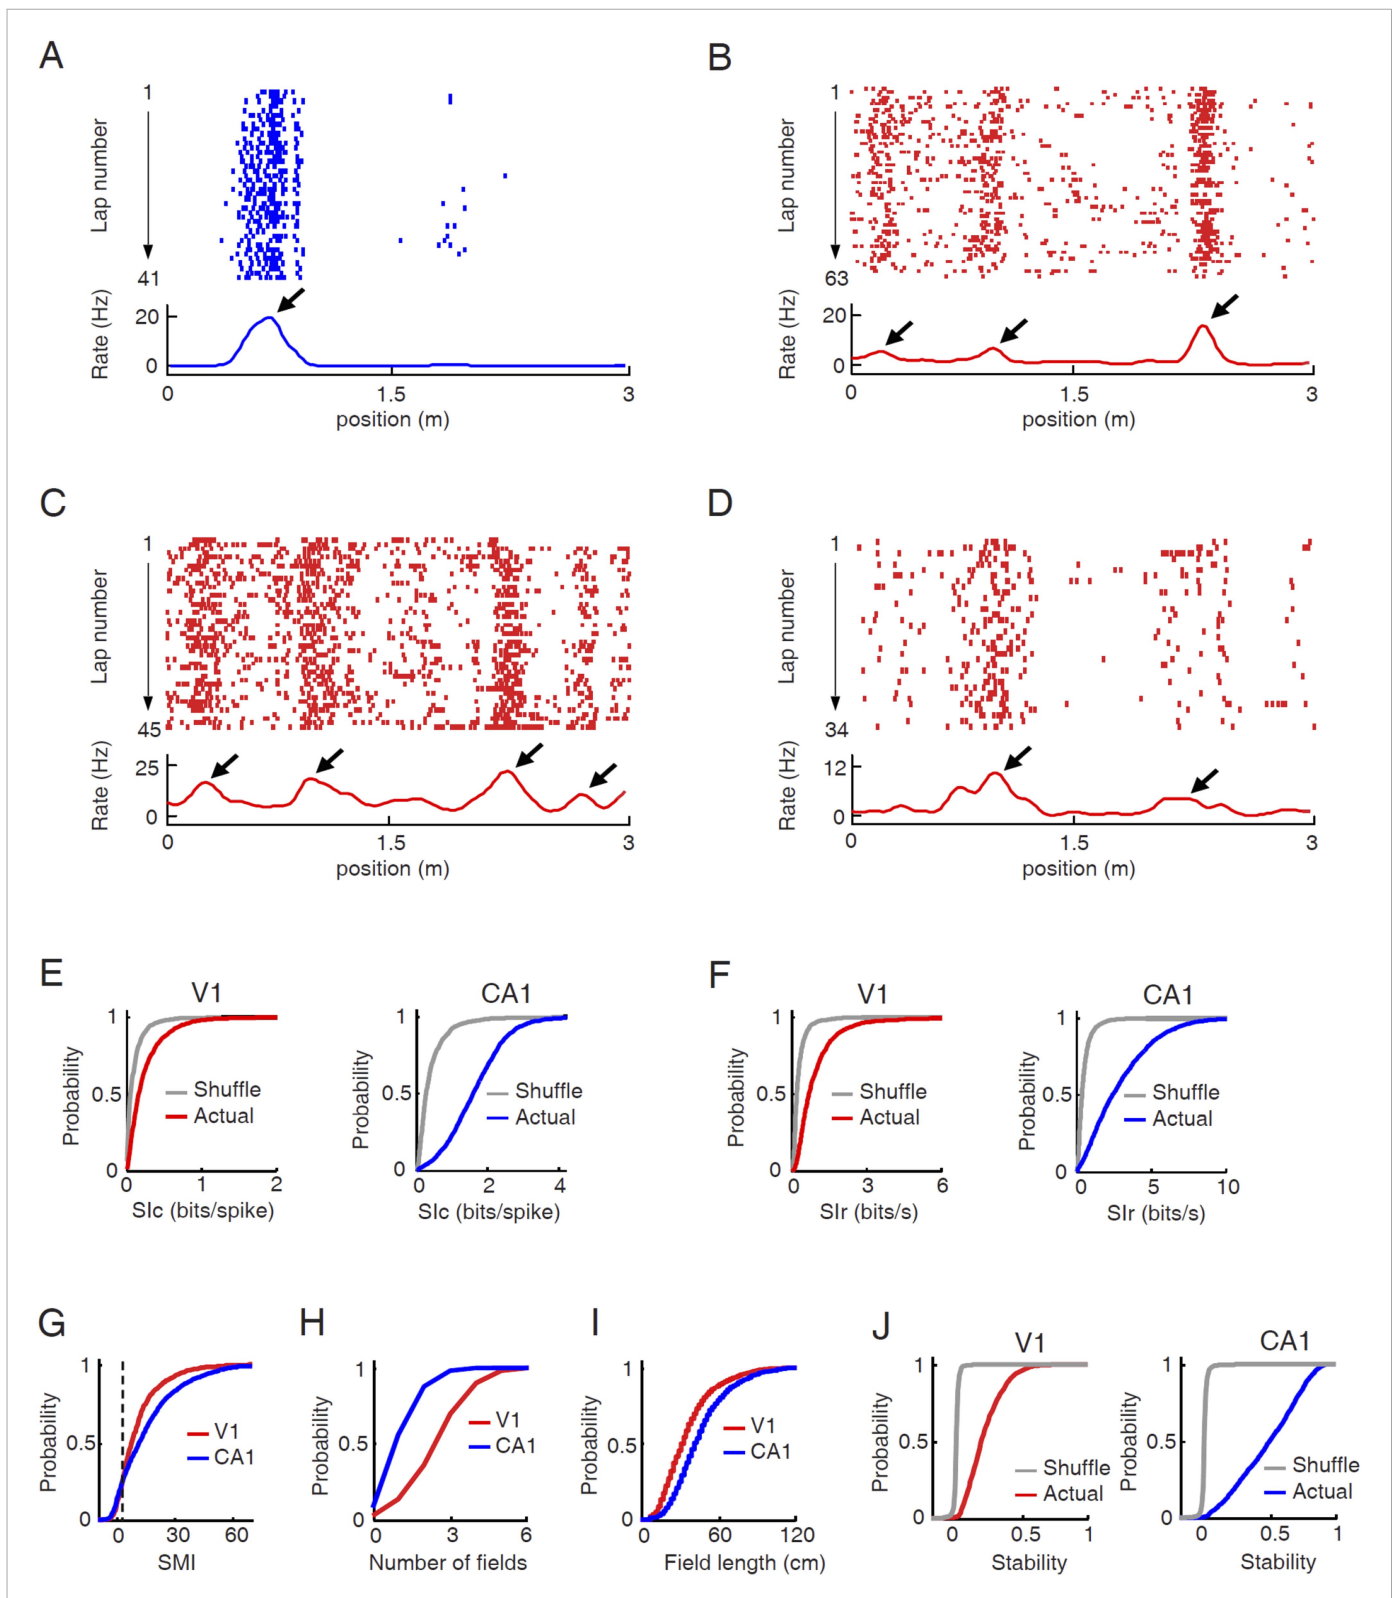 A
1
Lap number
41
Rate (Hz)
20
0
0 1.5 3
position (m)
B
1
Lap number
63
Rate (Hz)
20
0
0 1.5 3
position (m)
C
1
Lap number
45
Rate (Hz)
25
0
0 1.5 3
position (m)
D
1
Lap number
34
Rate (Hz)
12
0
0 1.5 3
position (m)
E
V1
Probability
1
0.5
0
Shuffle
Actual
0 1 2
SIc (bits/spike)
CA1
Probability
1
0.5
0
Shuffle
Actual
0 2 4
SIc (bits/spike)
F
V1
Probability
1
0.5
0
Shuffle
Actual
0 3 6
SIr (bits/s)
CA1
Probability
1
0.5
0
Shuffle
Actual
0 5 10
SIr (bits/s)
G
Probability
1
0.5
0
V1
CA1
0 30 60
SMI
H
Probability
1
0.5
0
V1
CA1
0 3 6
Number of fields
I
Probability
1
0.5
0
V1
CA1
0 60 120
Field length (cm)
J
V1
Probability
1
0.5
0
Shuffle
Actual
0 0.5 1
Stability
CA1
Probability
1
0.5
0
Shuffle
Actual
0 0.5 1
Stability